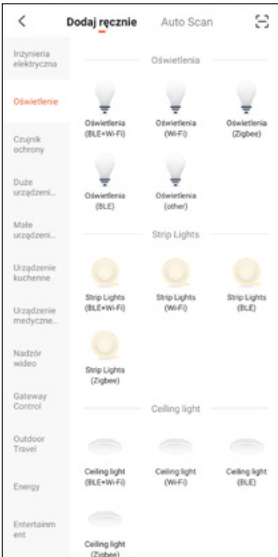 Dodaj ręcznie Auto Scan
Inżynieria
elektryczna
Oświetlenie
Czujnik
ochrony
Duże
urządzeni...
Małe
urządzeni...
Urządzenie
kuchenne
Urządzenie
medyczne...
Nadzór
wideo
Gateway
Control
Outdoor
Travel
Energy
Entertainm
ent
Oświetlenia
Oświetlenia
(BLE+Wi-Fi)
Oświetlenia
(Wi-Fi)
Oświetlenia
(Zigbee)
Oświetlenia
(BLE)
Oświetlenia
(other)
Strip Lights
Strip Lights
(BLE+Wi-Fi)
Strip Lights
(Wi-Fi)
Strip Lights
(BLE)
Strip Lights
(Zigbee)
Ceiling light
Ceiling light
(BLE+Wi-Fi)
Ceiling light
(Wi-Fi)
Ceiling light
(BLE)
Ceiling light
(Zigbee)